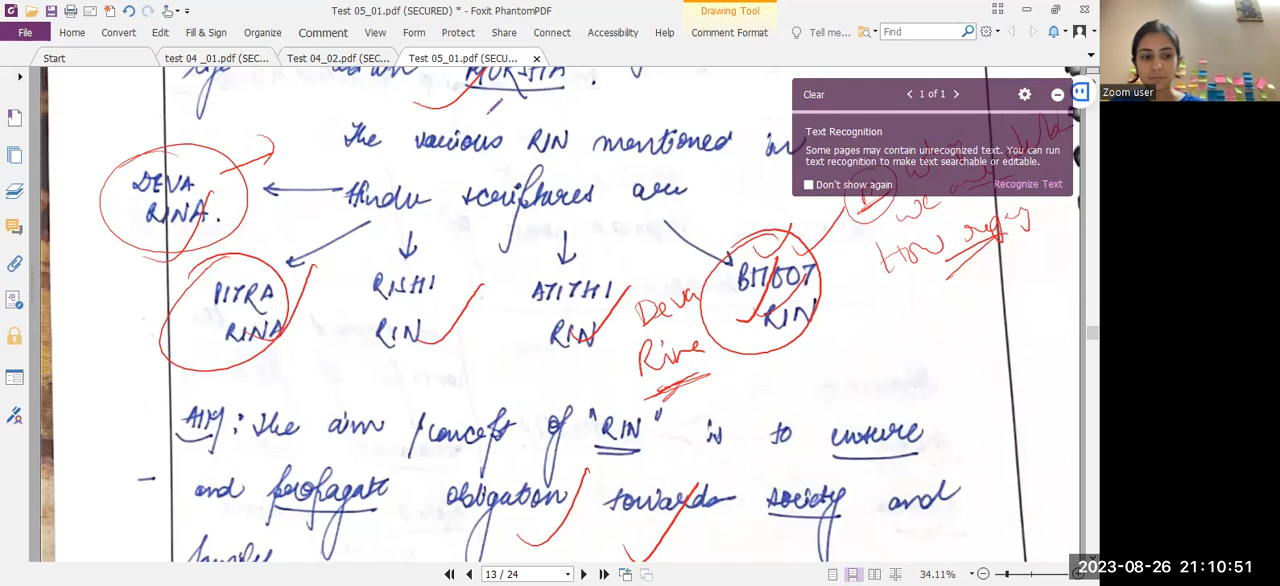 Test 05_01.pdf (SECURED) * - Foxit PhantomPDF
Drawing Tool
File Home Convert Edit Fill & Sign Organize Comment View Form Protect Share Connect Accessibility Help Comment Format Tell me... Find
Start test 04 _01.pdf (SEC... Test 04_02.pdf (SEC... Test 05_01.pdf (SECU...
Zoom user
Clear 1 of 1
Text Recognition
Some pages may contain unrecognized text. You can run
text recognition to make text searchable or editable.
Don't show again Recognize Text
MOKSHA.
The various RIN mentioned in
Hindu scriptures are
DEVA
RINA.
PITRA
RINA
RISHI
RIN
ATITHI
RIN
Deva
Rina
RIN
we are
How
AIM: The aim / concept of "RIN" is to ensure
- and propagate obligation towards society and
13 / 24
34.11%
2023-08-26 21:10:51